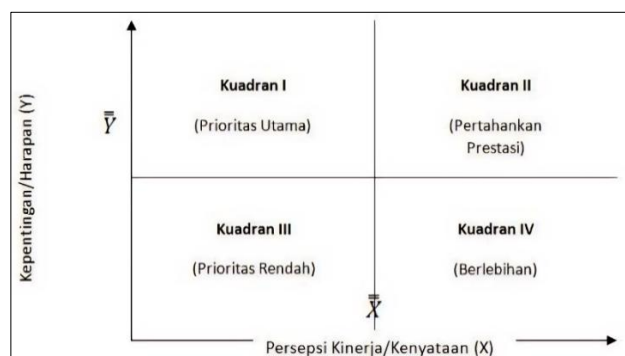 Kepentingan/Harapan (Y)
Y̿
Kuadran I
(Prioritas Utama)
Kuadran II
(Pertahankan
Prestasi)
Kuadran III
(Prioritas Rendah)
Kuadran IV
(Berlebihan)
X̿
Persepsi Kinerja/Kenyataan (X)